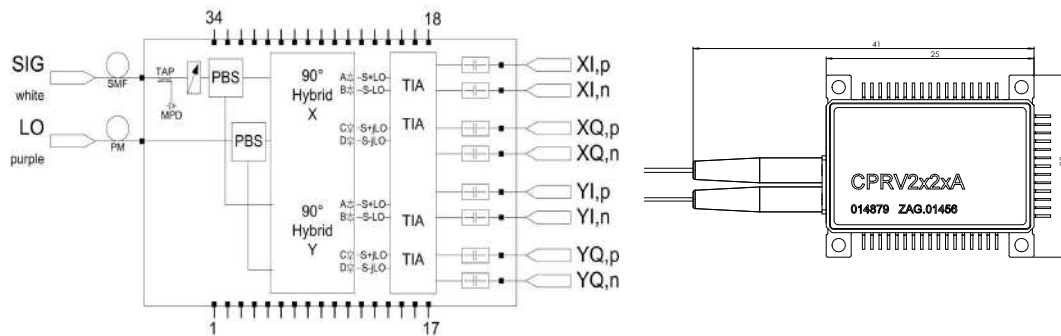 34 18
SIG
white
SMF
TAP
MPD
PBS
LO
purple
PM
PBS
90°
Hybrid
X
A S+LO
B S-LO
C S+jLO
D S-jLO
90°
Hybrid
Y
A S+LO
B S-LO
C S+jLO
D S-jLO
TIA
TIA
TIA
TIA
XI,p
XI,n
XQ,p
XQ,n
YI,p
YI,n
YQ,p
YQ,n
1 17
41
25
CPRV2x2xA
014879 ZAG.01456